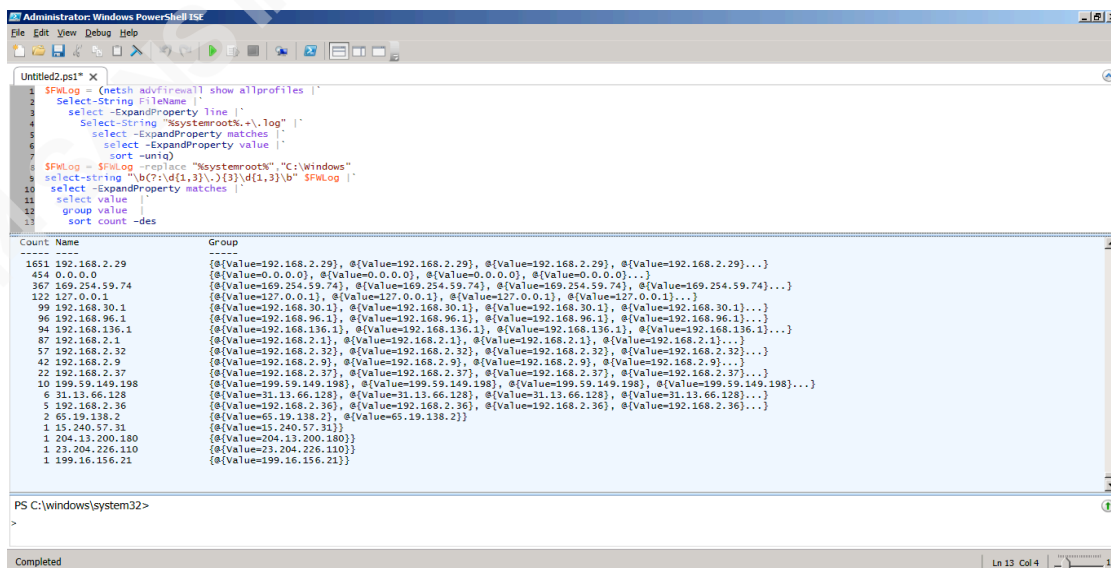 Administrator: Windows PowerShell ISE
File Edit View Debug Help
Untitled2.ps1* X
1 $FWLog = (netsh advfirewall show allprofiles |`
2 Select-String FileName |`
3 select -ExpandProperty line |`
4 Select-String "%systemroot%.+\.log" |`
5 select -ExpandProperty matches |`
6 select -ExpandProperty value |`
7 sort -uniq)
8 $FWLog = $FWLog -replace "%systemroot%","C:\Windows"
9 select-string "\b(?:\d{1,3}\.){3}\d{1,3}\b" $FWLog |`
10 select -ExpandProperty matches |`
11 select value |`
12 group value |
13 sort count -des
Count Name Group
----- ---- -----
1651 192.168.2.29 {@{Value=192.168.2.29}, @{Value=192.168.2.29}, @{Value=192.168.2.29}, @{Value=192.168.2.29}...}
454 0.0.0.0 {@{Value=0.0.0.0}, @{Value=0.0.0.0}, @{Value=0.0.0.0}, @{Value=0.0.0.0}...}
367 169.254.59.74 {@{Value=169.254.59.74}, @{Value=169.254.59.74}, @{Value=169.254.59.74}, @{Value=169.254.59.74}...}
122 127.0.0.1 {@{Value=127.0.0.1}, @{Value=127.0.0.1}, @{Value=127.0.0.1}, @{Value=127.0.0.1}...}
99 192.168.30.1 {@{Value=192.168.30.1}, @{Value=192.168.30.1}, @{Value=192.168.30.1}, @{Value=192.168.30.1}...}
96 192.168.96.1 {@{Value=192.168.96.1}, @{Value=192.168.96.1}, @{Value=192.168.96.1}, @{Value=192.168.96.1}...}
94 192.168.136.1 {@{Value=192.168.136.1}, @{Value=192.168.136.1}, @{Value=192.168.136.1}, @{Value=192.168.136.1}...}
87 192.168.2.1 {@{Value=192.168.2.1}, @{Value=192.168.2.1}, @{Value=192.168.2.1}, @{Value=192.168.2.1}...}
57 192.168.2.32 {@{Value=192.168.2.32}, @{Value=192.168.2.32}, @{Value=192.168.2.32}, @{Value=192.168.2.32}...}
42 192.168.2.9 {@{Value=192.168.2.9}, @{Value=192.168.2.9}, @{Value=192.168.2.9}, @{Value=192.168.2.9}...}
22 192.168.2.37 {@{Value=192.168.2.37}, @{Value=192.168.2.37}, @{Value=192.168.2.37}, @{Value=192.168.2.37}...}
10 199.59.149.198 {@{Value=199.59.149.198}, @{Value=199.59.149.198}, @{Value=199.59.149.198}, @{Value=199.59.149.198}...}
6 31.13.66.128 {@{Value=31.13.66.128}, @{Value=31.13.66.128}, @{Value=31.13.66.128}, @{Value=31.13.66.128}...}
5 192.168.2.36 {@{Value=192.168.2.36}, @{Value=192.168.2.36}, @{Value=192.168.2.36}, @{Value=192.168.2.36}...}
2 65.19.138.2 {@{Value=65.19.138.2}, @{Value=65.19.138.2}}
1 15.240.57.31 {@{Value=15.240.57.31}}
1 204.13.200.180 {@{Value=204.13.200.180}}
1 23.204.226.110 {@{Value=23.204.226.110}}
1 199.16.156.21 {@{Value=199.16.156.21}}
PS C:\windows\system32>
>
Completed Ln 13 Col 4